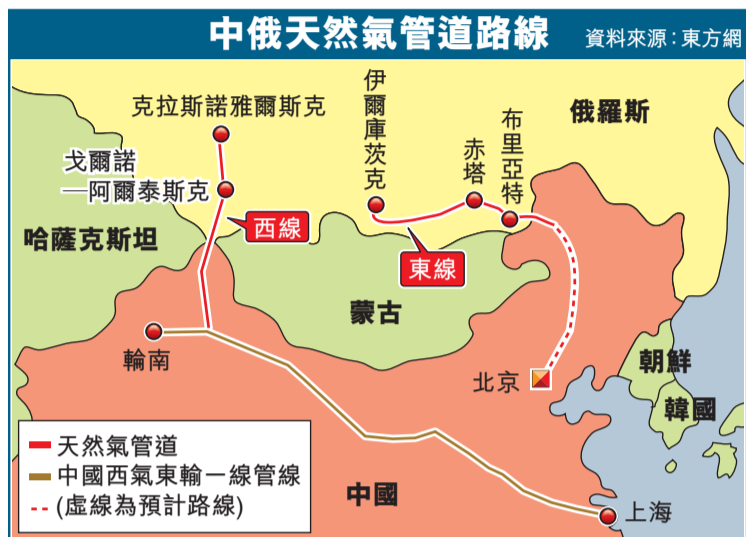 中俄天然氣管道路線
資料來源：東方網
克拉斯諾雅爾斯克
戈爾諾
—阿爾泰斯克
西線
哈薩克斯坦
伊爾庫茨克
赤塔
布里亞特
俄羅斯
東線
蒙古
輪南
北京
朝鮮
韓國
天然氣管道
中國西氣東輸一線管線
(虛線為預計路線)
中國
上海